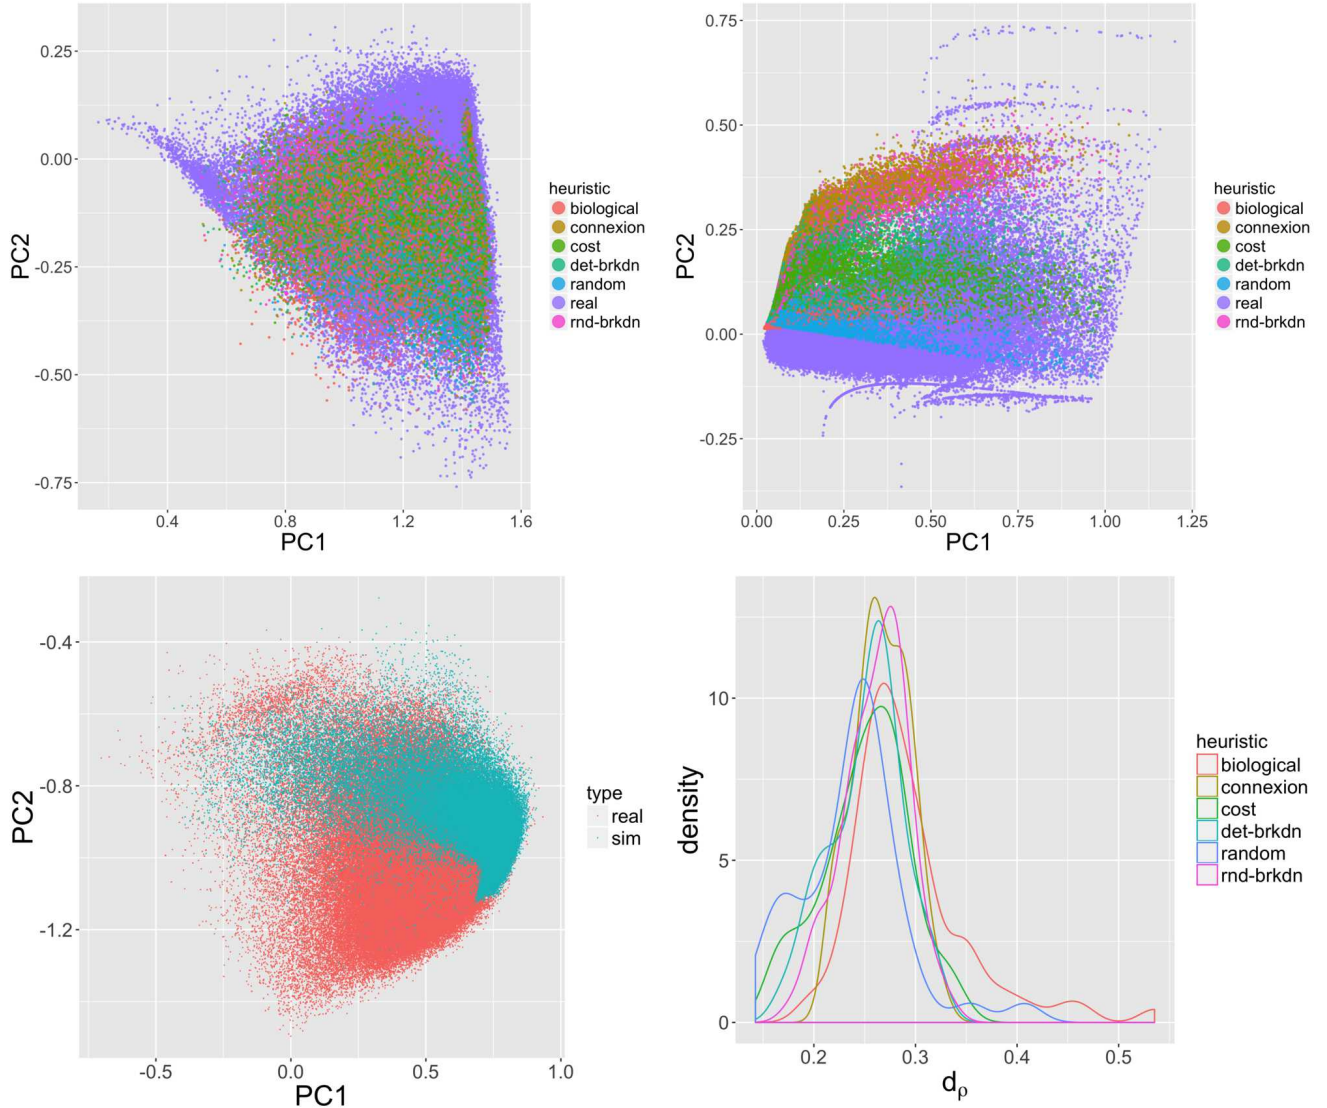 0.25
0.00
-0.25
-0.50
-0.75
PC2
0.4
0.8
1.2
1.6
PC1
heuristic
biological
connexion
cost
det-brkdn
random
real
rnd-brkdn
0.75
0.50
0.25
0.00
-0.25
PC2
0.00
0.25
0.50
0.75
1.00
1.25
PC1
heuristic
biological
connexion
cost
det-brkdn
random
real
rnd-brkdn
-0.4
-0.8
-1.2
PC2
-0.5
0.0
0.5
1.0
PC1
type
real
sim
10
5
0
density
0.2
0.3
0.4
0.5
dρ
heuristic
biological
connexion
cost
det-brkdn
random
rnd-brkdn